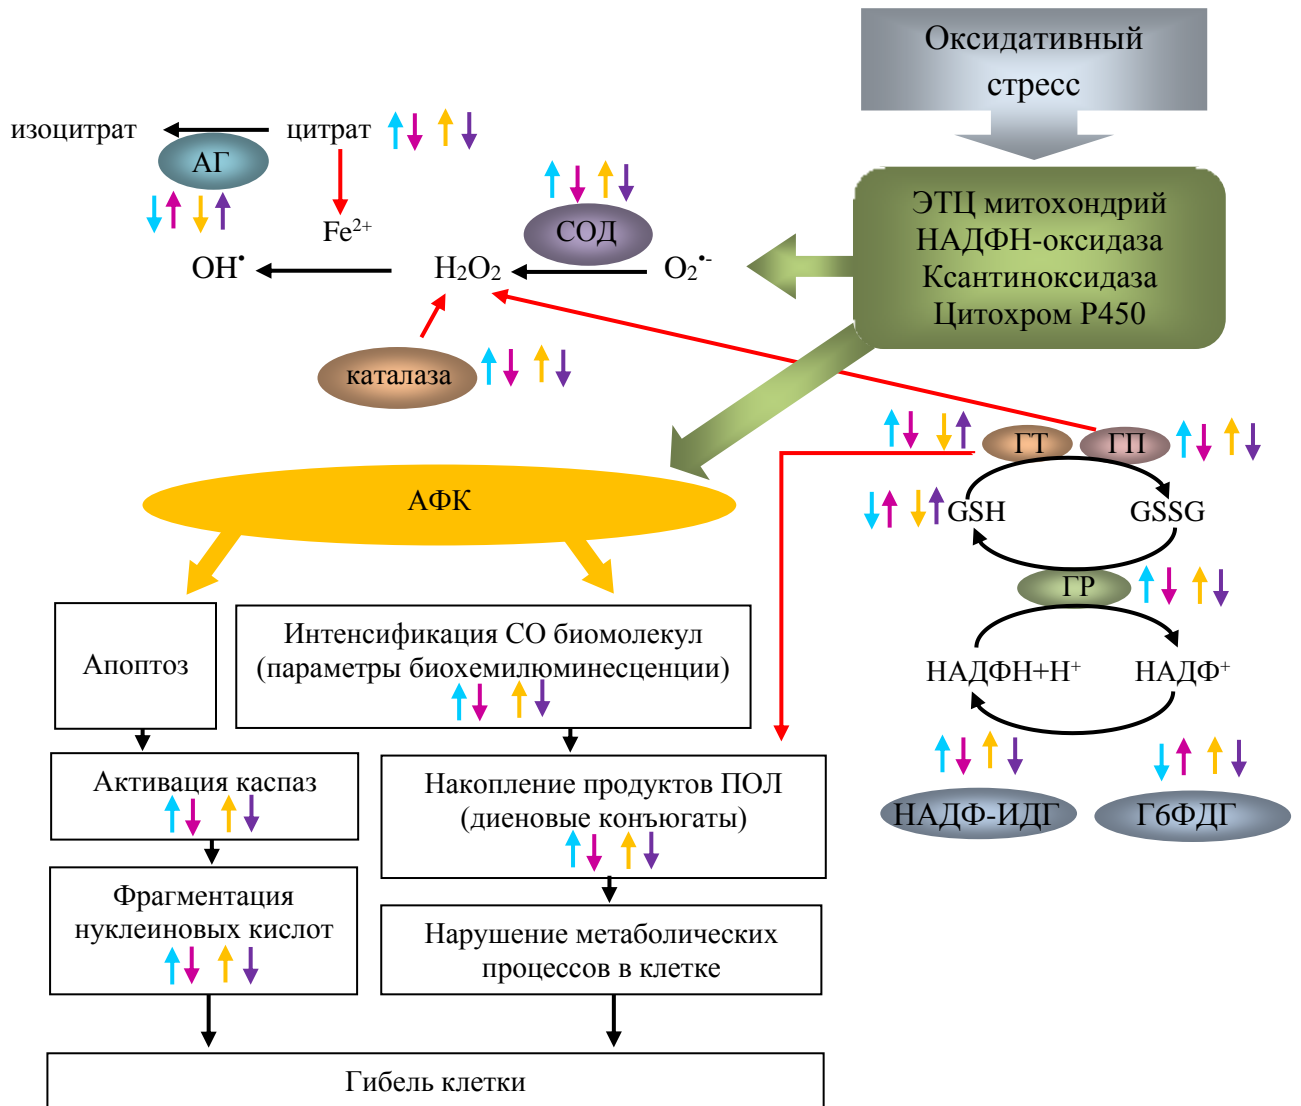 Оксидативный
стресс
изоцитрат
цитрат
АГ
ЭТЦ митохондрий
НАДФН-оксидаза
Ксантиноксидаза
Цитохром Р450
СОД
Fe²⁺
OH•
H₂O₂
O₂•-
каталаза
ГТ
ГП
АФК
GSH
GSSG
ГР
Апоптоз
Интенсификация СО биомолекул
(параметры биохемилюминесценции)
НАДФН+Н⁺
НАДФ⁺
Активация каспаз
Накопление продуктов ПОЛ
(диеновые конъюгаты)
НАДФ-ИДГ
Г6ФДГ
Фрагментация
нуклеиновых кислот
Нарушение метаболических
процессов в клетке
Гибель клетки